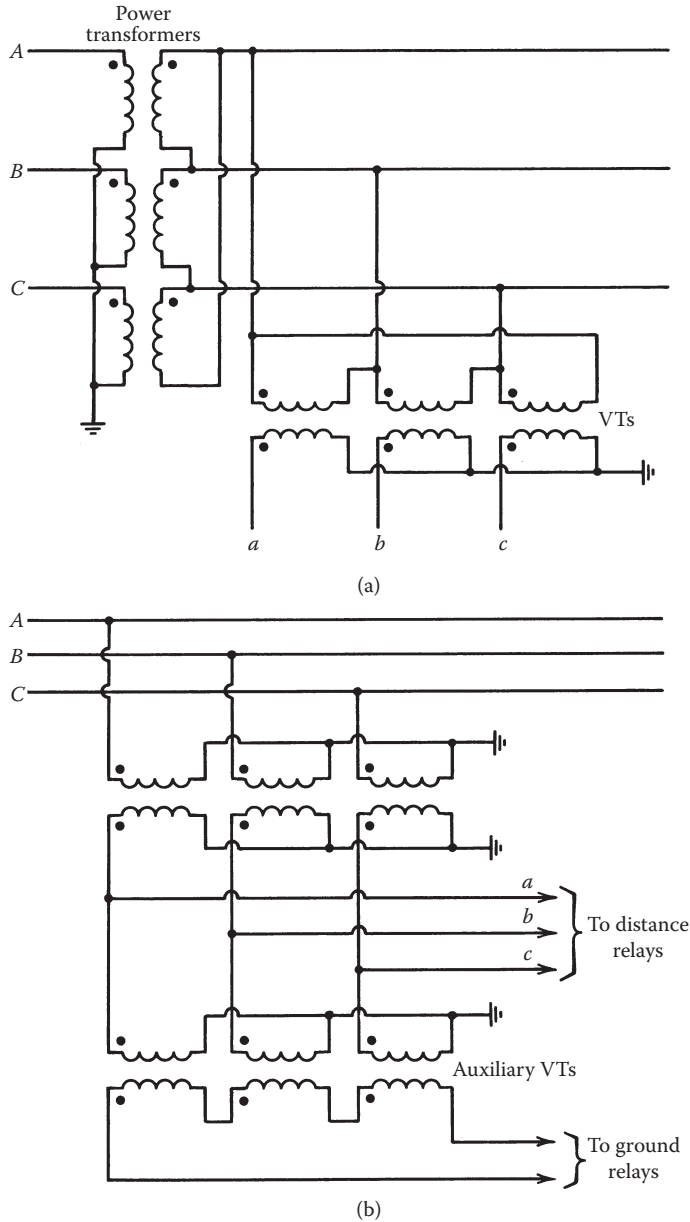 Power
transformers
A
B
C
VTs
a b c
(a)
A
B
C
a
b
c
To distance
relays
Auxiliary VTs
To ground
relays
(b)